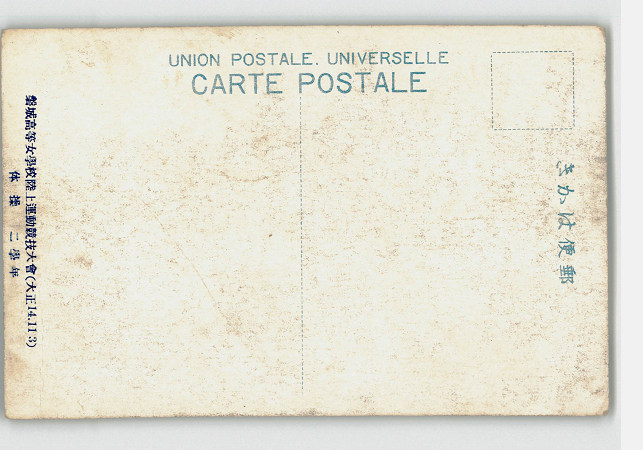 UNION POSTALE. UNIVERSELLE
CARTE POSTALE
きかは便郵
磐城高等女學校陸上運動競技大會(大正14.11.3)
体操 二學年